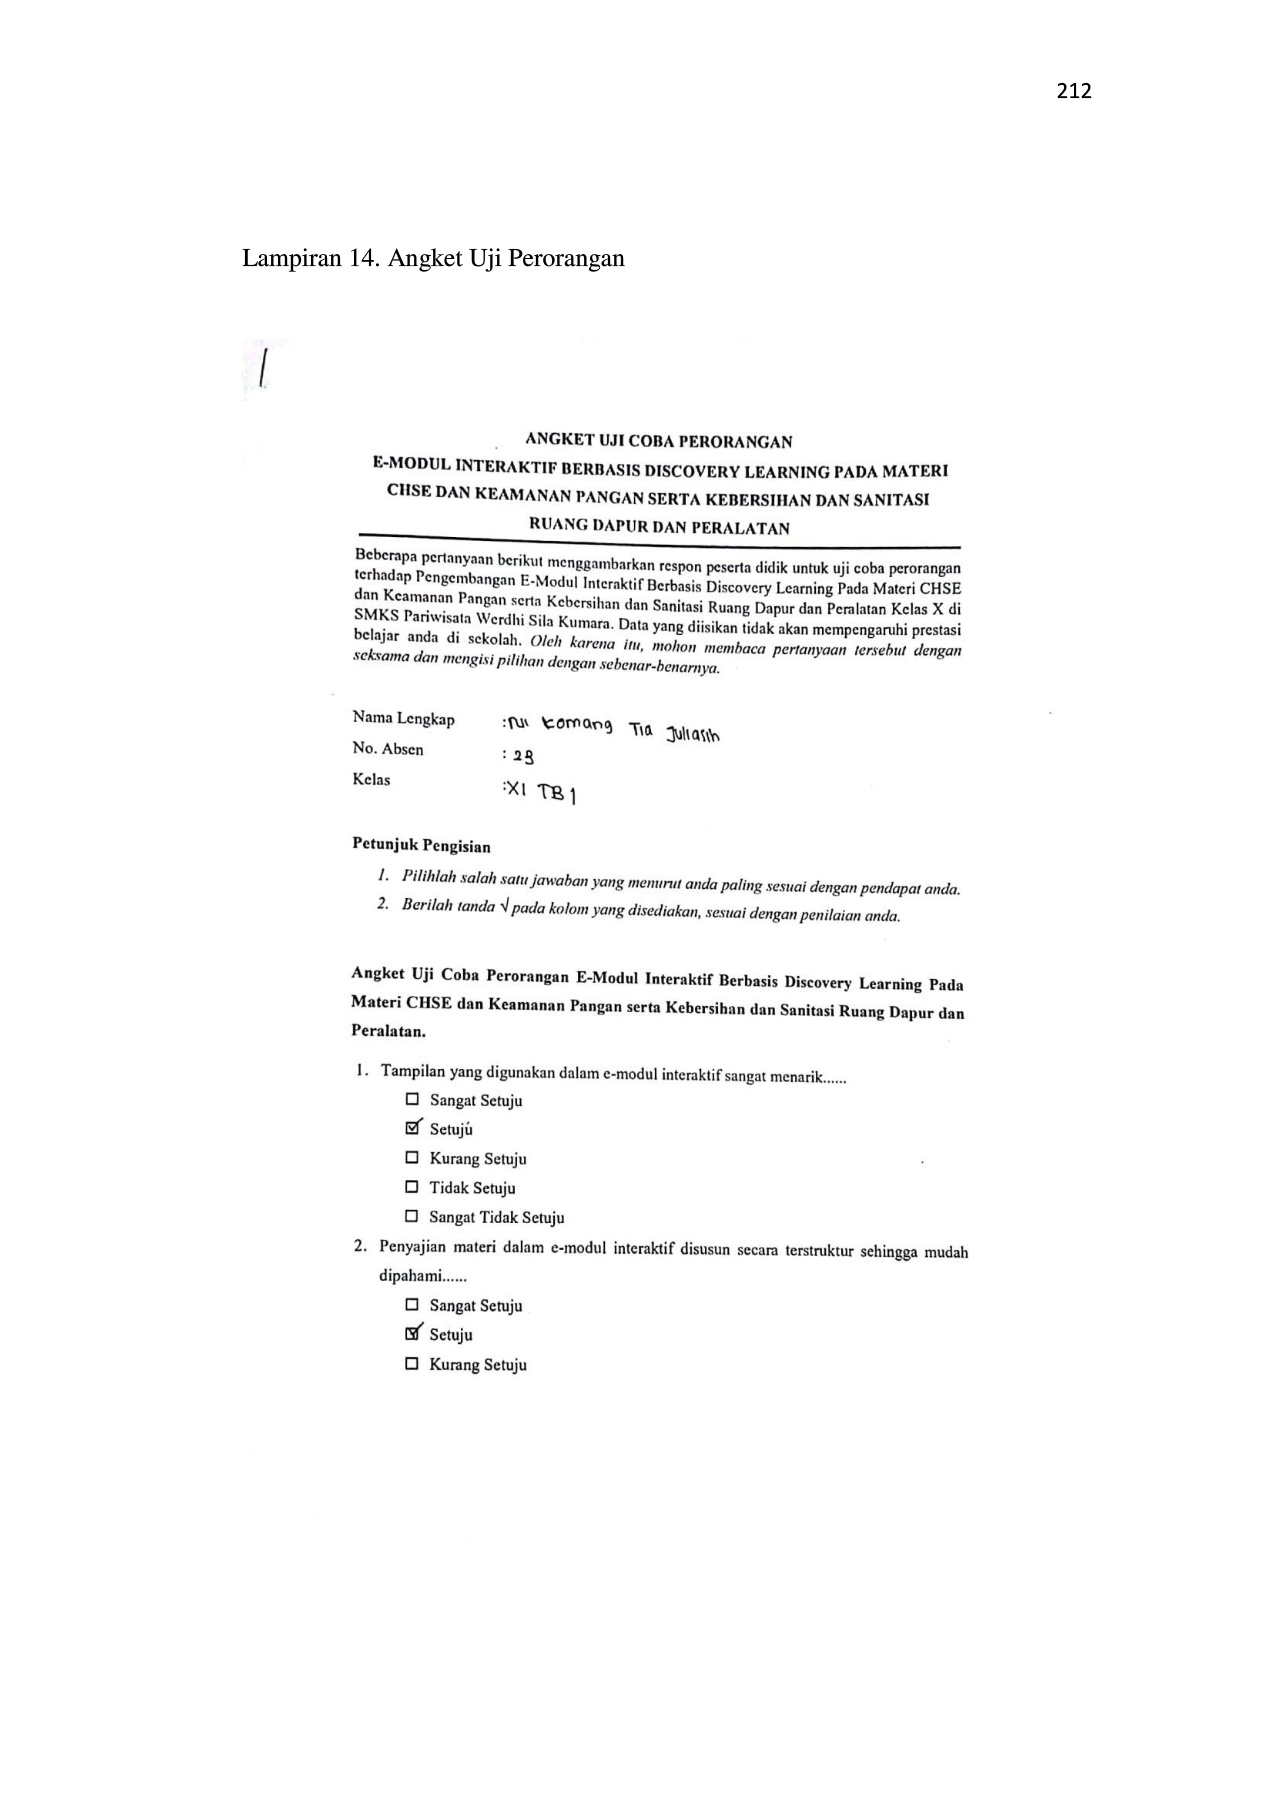 212
Lampiran 14. Angket Uji Perorangan
1
ANGKET UJI COBA PERORANGAN
E-MODUL INTERAKTIF BERBASIS DISCOVERY LEARNING PADA MATERI
CHSE DAN KEAMANAN PANGAN SERTA KEBERSIHAN DAN SANITASI
RUANG DAPUR DAN PERALATAN
Beberapa pertanyaan berikut menggambarkan respon peserta didik untuk uji coba perorangan
terhadap Pengembangan E-Modul Interaktif Berbasis Discovery Learning Pada Materi CHSE
dan Keamanan Pangan serta Kebersihan dan Sanitasi Ruang Dapur dan Peralatan Kelas X di
SMKS Pariwisata Werdhi Sila Kumara. Data yang diisikan tidak akan mempengaruhi prestasi
belajar anda di sekolah. Oleh karena itu, mohon membaca pertanyaan tersebut dengan
seksama dan mengisi pilihan dengan sebenar-benarnya.
Nama Lengkap : Ni Komang Tia Juliasih
No. Absen : 28
Kelas : XI TB 1
Petunjuk Pengisian
1. Pilihlah salah satu jawaban yang menurut anda paling sesuai dengan pendapat anda.
2. Berilah tanda √ pada kolom yang disediakan, sesuai dengan penilaian anda.
Angket Uji Coba Perorangan E-Modul Interaktif Berbasis Discovery Learning Pada
Materi CHSE dan Keamanan Pangan serta Kebersihan dan Sanitasi Ruang Dapur dan
Peralatan.
1. Tampilan yang digunakan dalam e-modul interaktif sangat menarik......
☐ Sangat Setuju
☑ Setuju
☐ Kurang Setuju
☐ Tidak Setuju
☐ Sangat Tidak Setuju
2. Penyajian materi dalam e-modul interaktif disusun secara terstruktur sehingga mudah
dipahami......
☐ Sangat Setuju
☑ Setuju
☐ Kurang Setuju